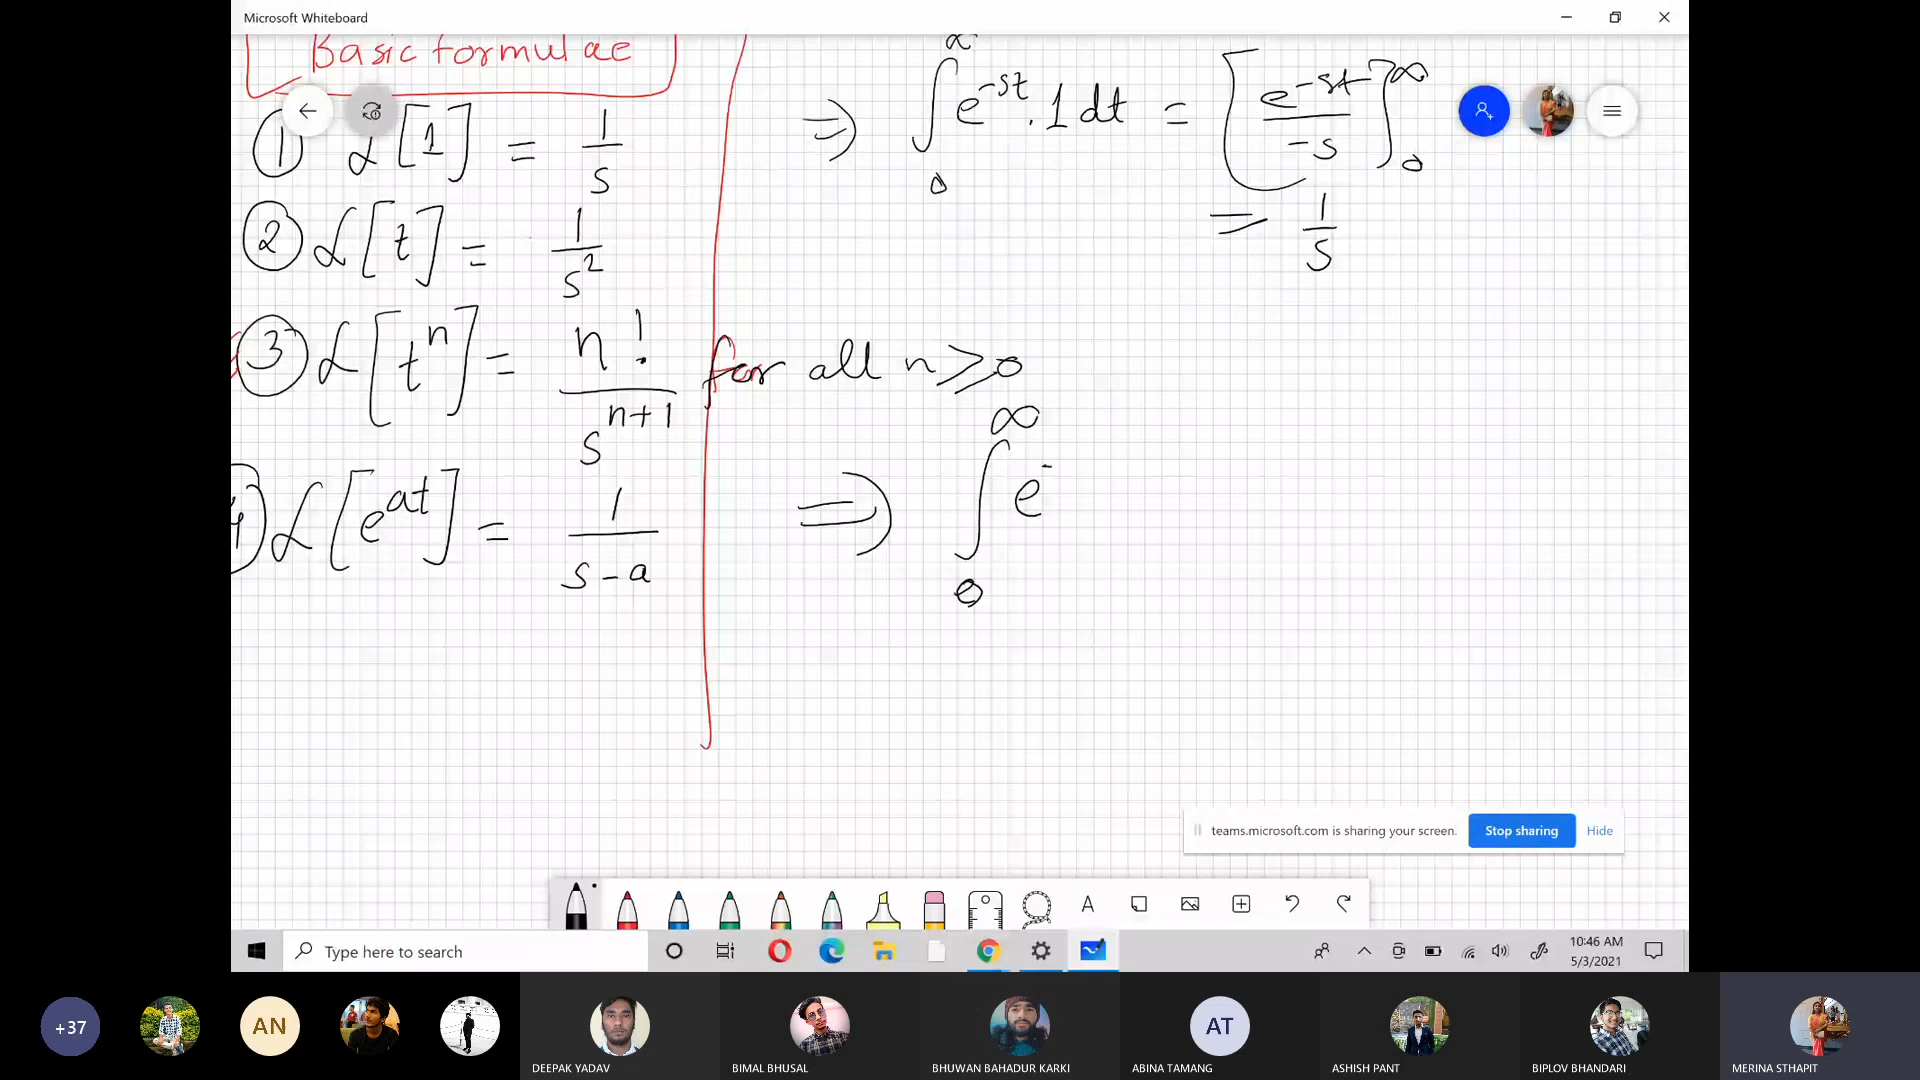 Microsoft Whiteboard
Basic formulae
① ℒ[1] = 1/s
⇒ ∫₀^∞ e^-st . 1 dt = [e^-st / -s]₀^∞
= 1/s
② ℒ[t] = 1/s²
③ ℒ[tⁿ] = n! / s^n+1 for all n ⩾ 0
④ ℒ[e^at] = 1/s-a ⇒ ∫₀^∞ e^-
teams.microsoft.com is sharing your screen.
Stop sharing
Hide
A
Type here to search
10:46 AM
5/3/2021
+37
AN
AT
DEEPAK YADAV
BIMAL BHUSAL
BHUWAN BAHADUR KARKI
ABINA TAMANG
ASHISH PANT
BIPLOV BHANDARI
MERINA STHAPIT